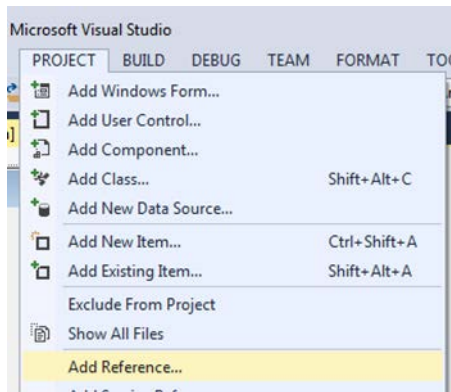 Microsoft Visual Studio
PROJECT BUILD DEBUG TEAM FORMAT
Add Windows Form...
Add User Control...
Add Component...
Add Class... Shift+Alt+C
Add New Data Source...
Add New Item... Ctrl+Shift+A
Add Existing Item... Shift+Alt+A
Exclude From Project
Show All Files
Add Reference...